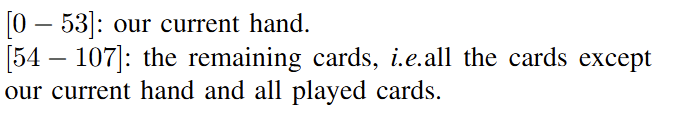 [0 – 53]: our current hand.
[54 – 107]: the remaining cards, i.e.all the cards except
our current hand and all played cards.